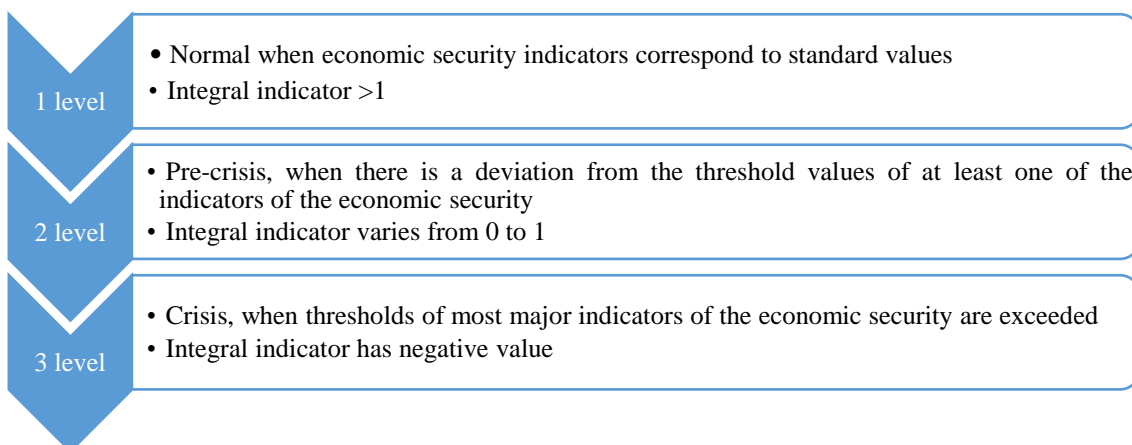 1 level
• Normal when economic security indicators correspond to standard values
• Integral indicator >1
2 level
• Pre-crisis, when there is a deviation from the threshold values of at least one of the
indicators of the economic security
• Integral indicator varies from 0 to 1
3 level
• Crisis, when thresholds of most major indicators of the economic security are exceeded
• Integral indicator has negative value